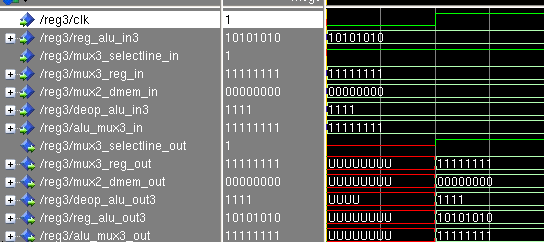 /reg3/clk 1
/reg3/reg_alu_in3 10101010 10101010
/reg3/mux3_selectline_in 1
/reg3/mux3_reg_in 11111111 11111111
/reg3/mux2_dmem_in 00000000 00000000
/reg3/deop_alu_in3 1111 1111
/reg3/alu_mux3_in 11111111 11111111
/reg3/mux3_selectline_out 1
/reg3/mux3_reg_out 11111111 UUUUUUUU 11111111
/reg3/mux2_dmem_out 00000000 UUUUUUUU 00000000
/reg3/deop_alu_out3 1111 UUUU 1111
/reg3/reg_alu_out3 10101010 UUUUUUUU 10101010
/reg3/alu_mux3_out 11111111 UUUUUUUU 11111111